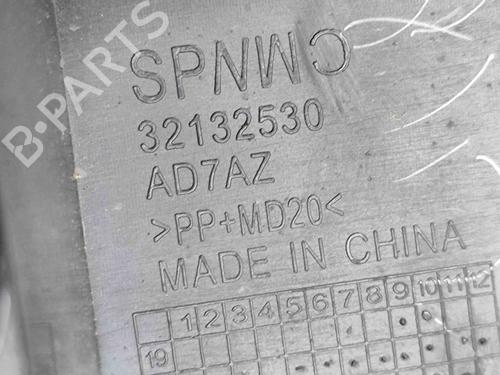 B-PARTS
SPNWO
32132530
AD7AZ
>PP+MD20<
MADE IN CHINA
1 2 3 4 5 6 7 8 9 10 11 12
19